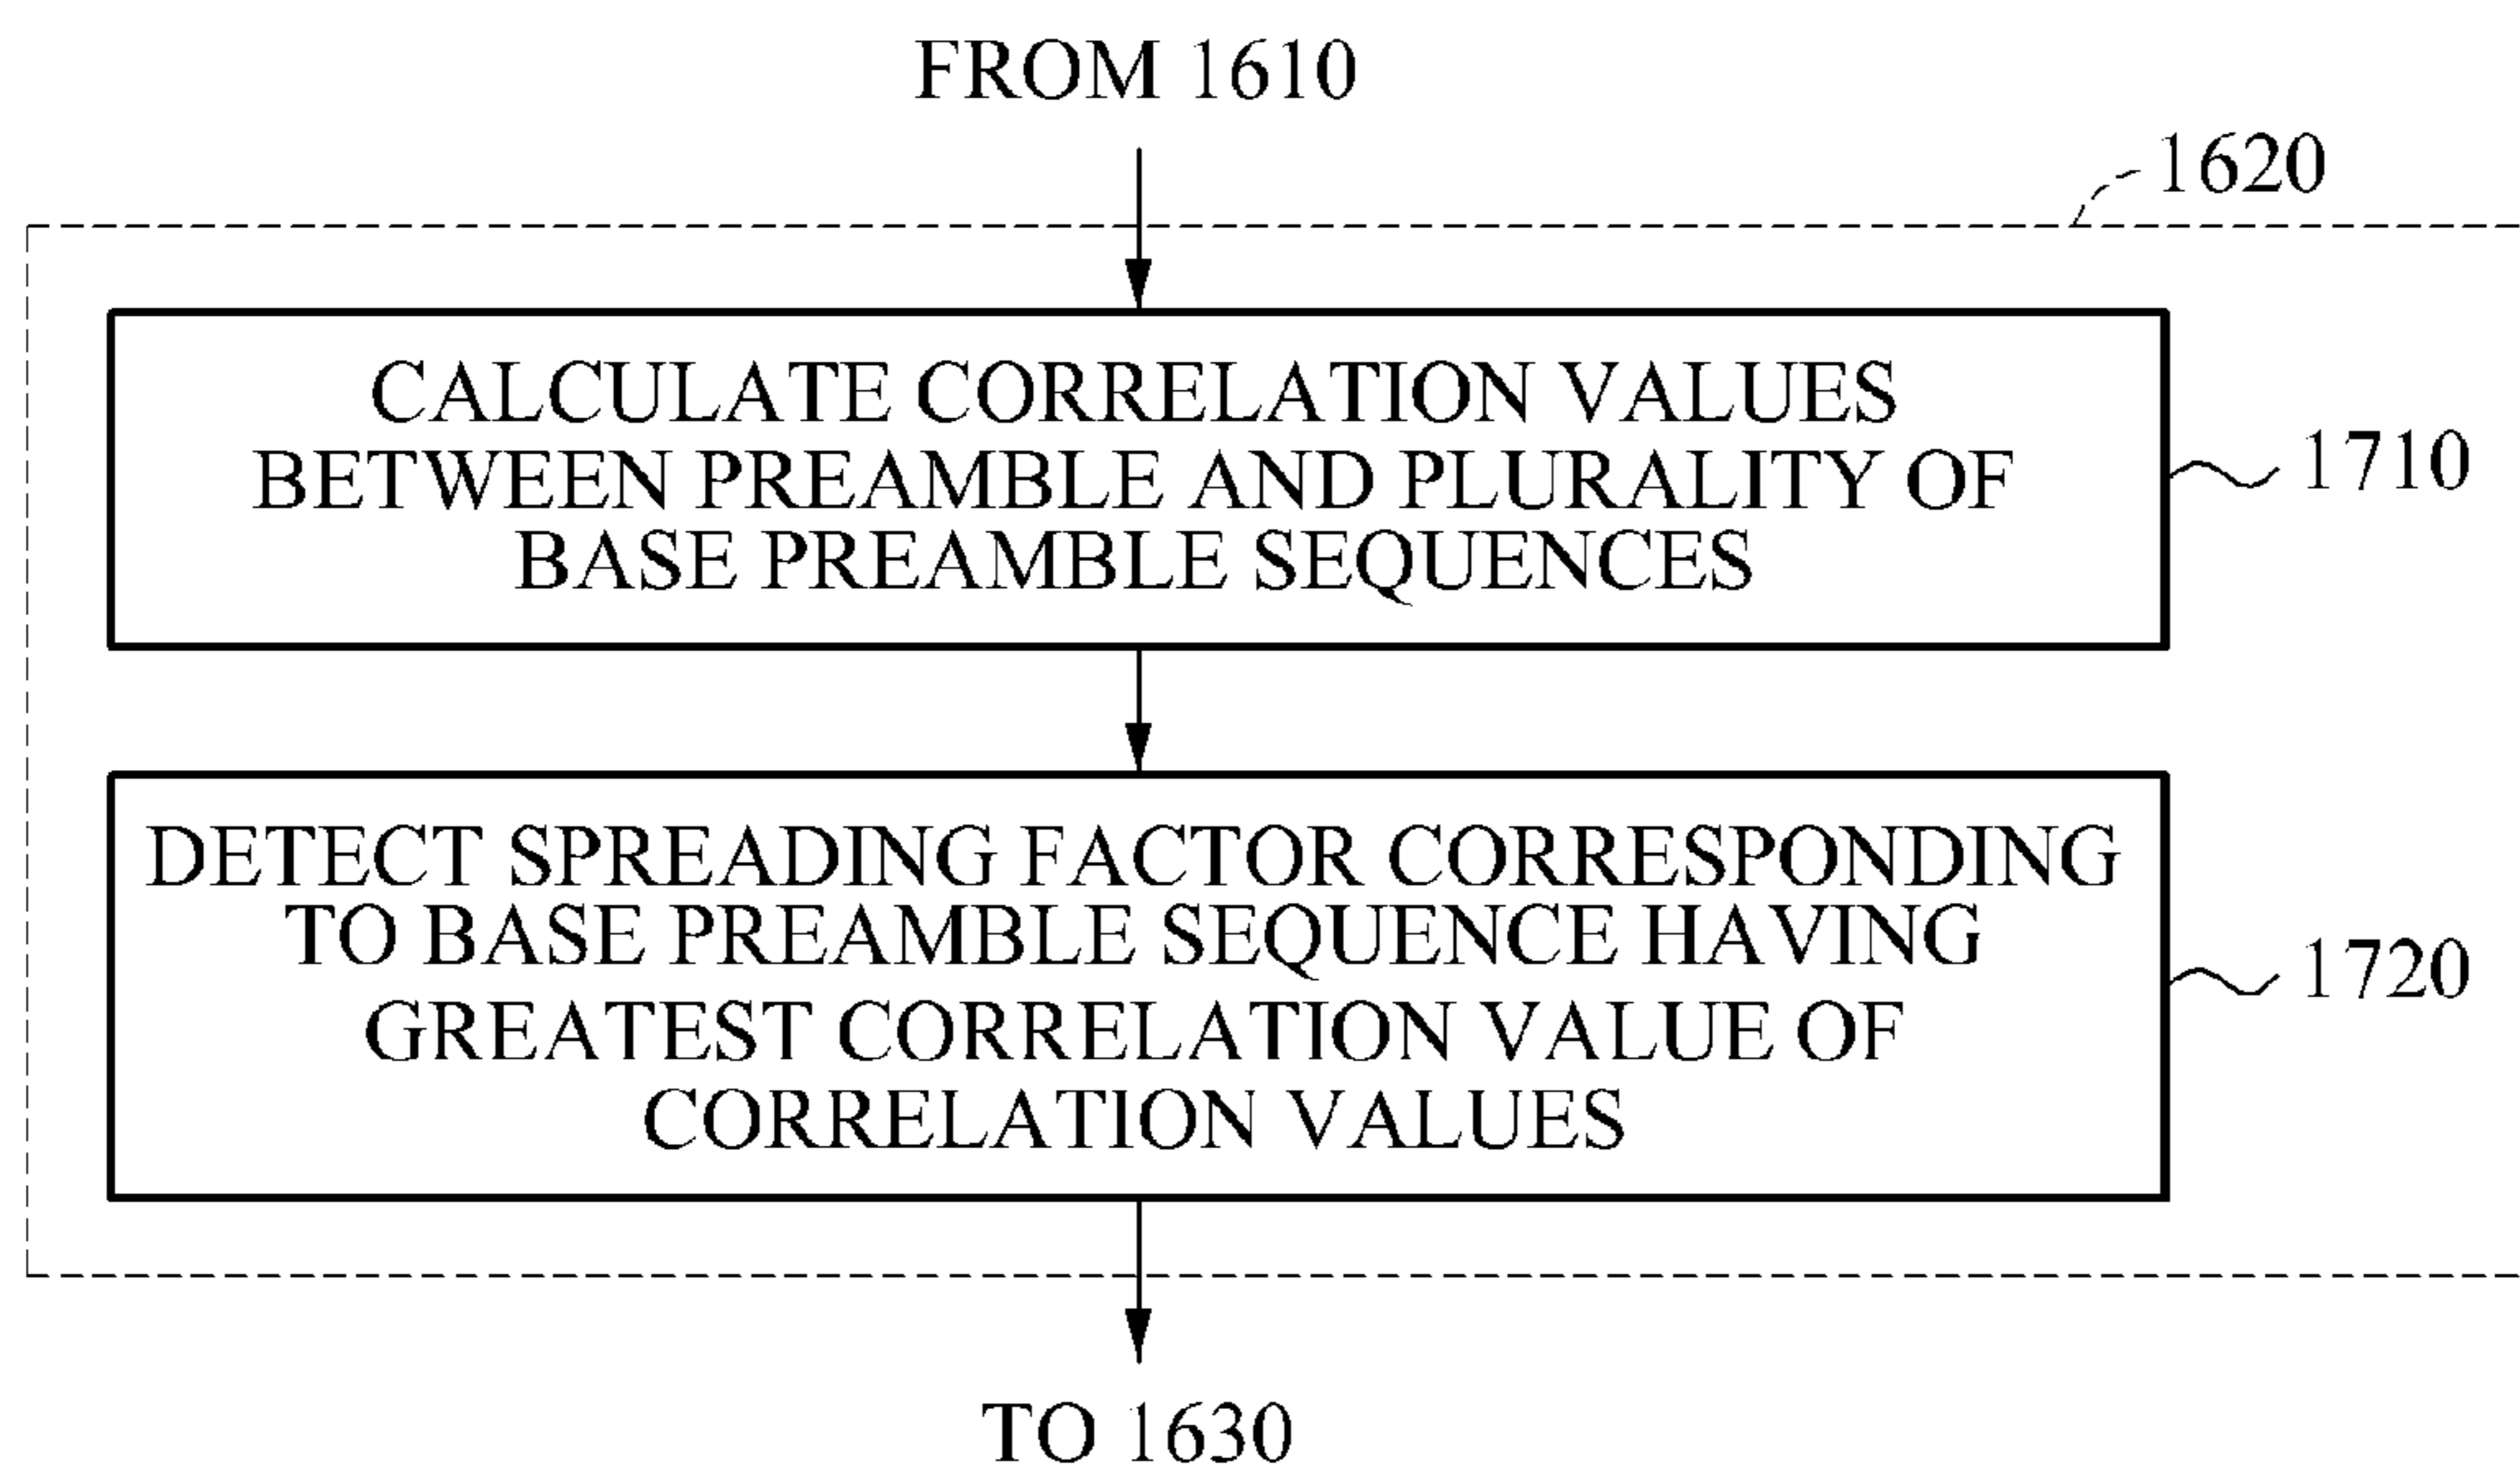 FROM 1610
1620
CALCULATE CORRELATION VALUES
BETWEEN PREAMBLE AND PLURALITY OF
BASE PREAMBLE SEQUENCES
1710
DETECT SPREADING FACTOR CORRESPONDING
TO BASE PREAMBLE SEQUENCE HAVING
GREATEST CORRELATION VALUE OF
CORRELATION VALUES
1720
TO 1630